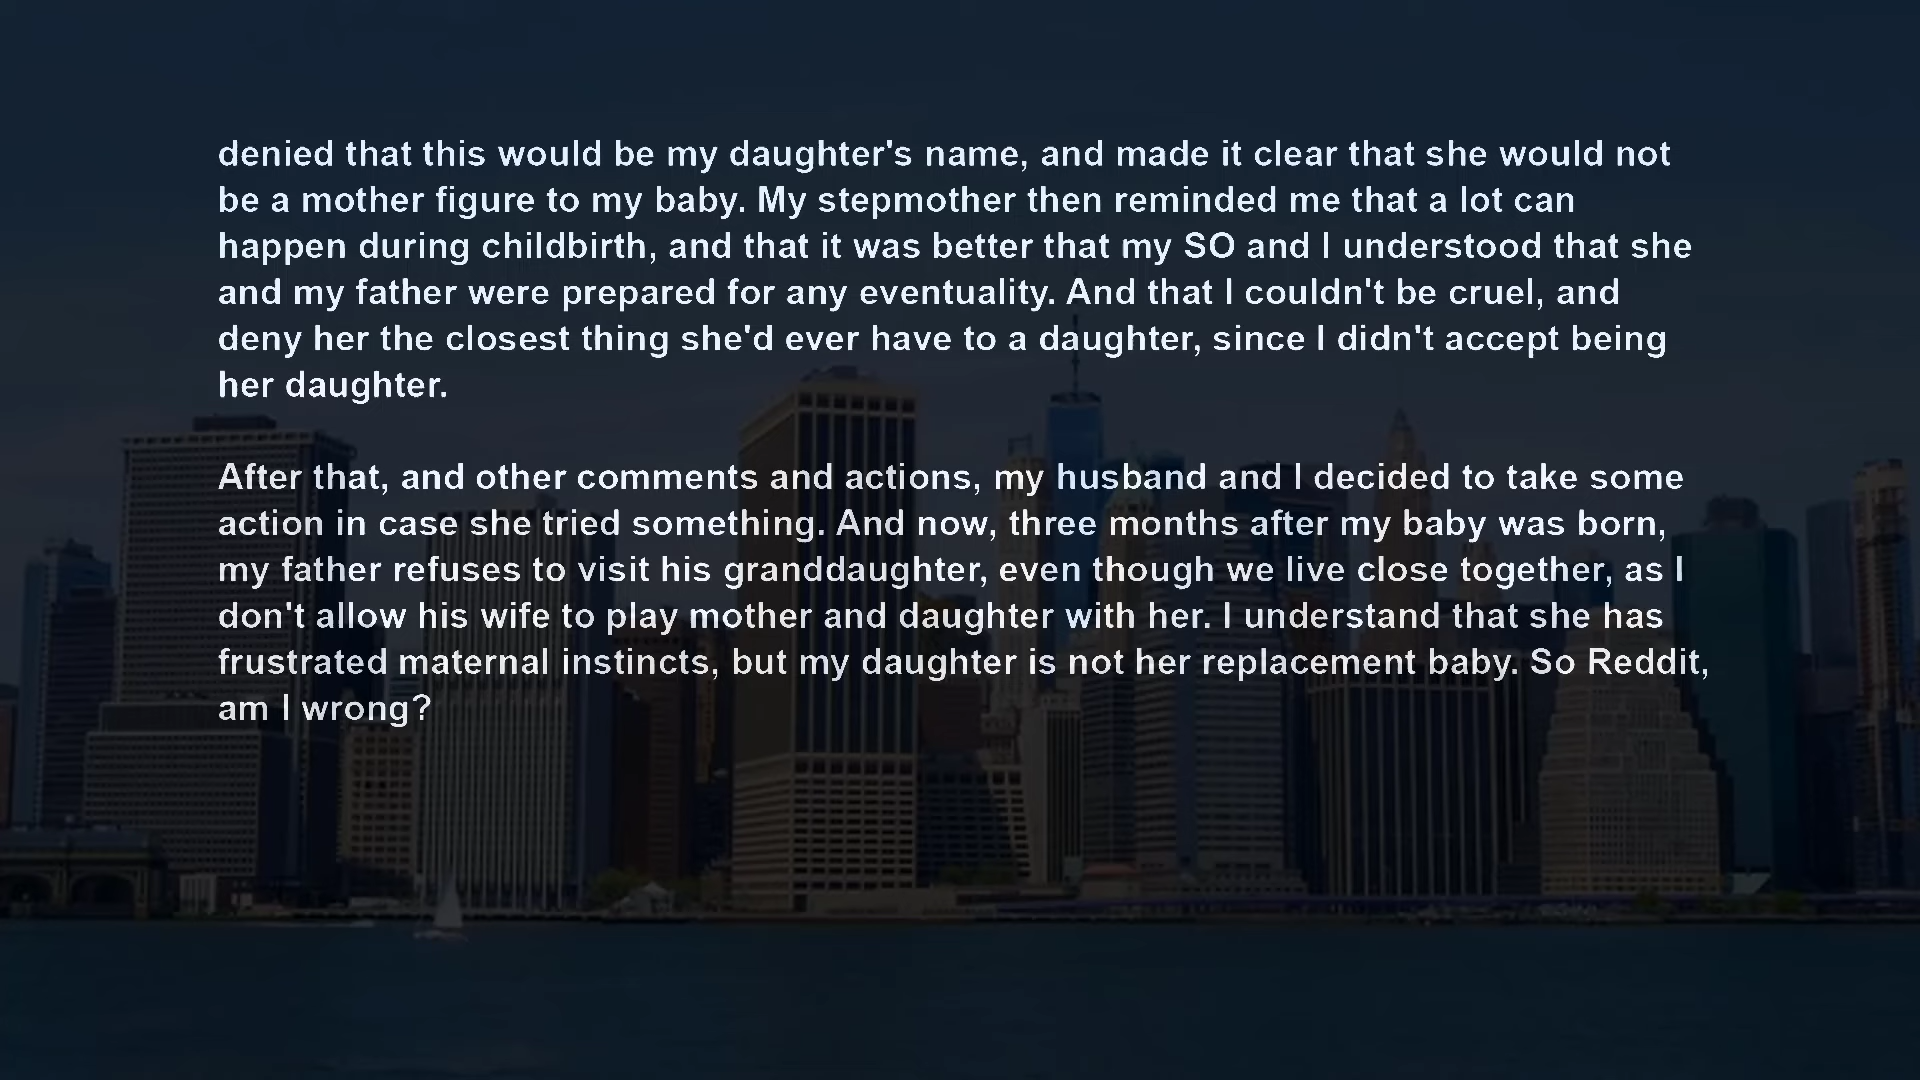 denied that this would be my daughter's name, and made it clear that she would not
be a mother figure to my baby. My stepmother then reminded me that a lot can
happen during childbirth, and that it was better that my SO and I understood that she
and my father were prepared for any eventuality. And that I couldn't be cruel, and
deny her the closest thing she'd ever have to a daughter, since I didn't accept being
her daughter.
After that, and other comments and actions, my husband and I decided to take some
action in case she tried something. And now, three months after my baby was born,
my father refuses to visit his granddaughter, even though we live close together, as I
don't allow his wife to play mother and daughter with her. I understand that she has
frustrated maternal instincts, but my daughter is not her replacement baby. So Reddit,
am I wrong?